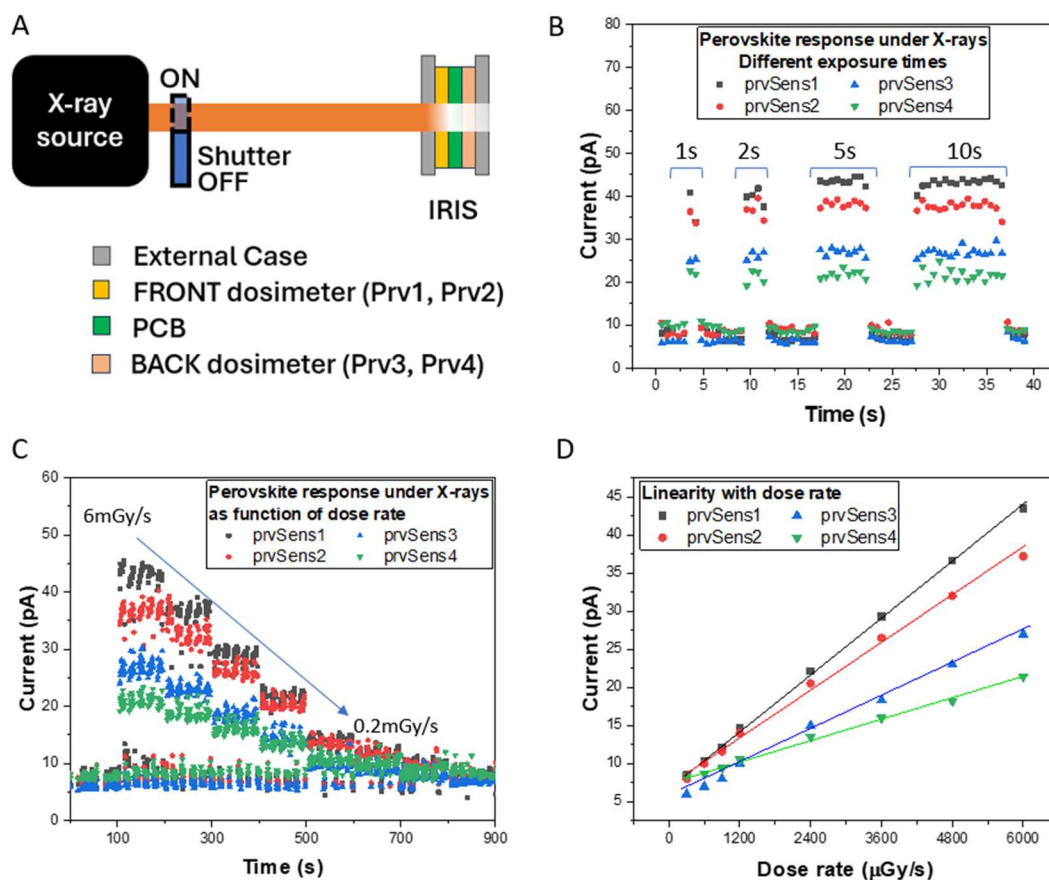 A
X-ray
source
ON
Shutter
OFF
IRIS
External Case
FRONT dosimeter (Prv1, Prv2)
PCB
BACK dosimeter (Prv3, Prv4)
B
Perovskite response under X-rays
Different exposure times
prvSens1 prvSens3
prvSens2 prvSens4
1s 2s 5s 10s
80
70
60
50
40
30
20
10
0
Current (pA)
0 5 10 15 20 25 30 35 40
Time (s)
C
Perovskite response under X-rays
as function of dose rate
prvSens1 prvSens3
prvSens2 prvSens4
6mGy/s
0.2mGy/s
60
50
40
30
20
10
0
Current (pA)
100 300 500 700 900
Time (s)
D
Linearity with dose rate
prvSens1 prvSens3
prvSens2 prvSens4
45
40
35
30
25
20
15
10
5
Current (pA)
0 1200 2400 3600 4800 6000
Dose rate (μGy/s)